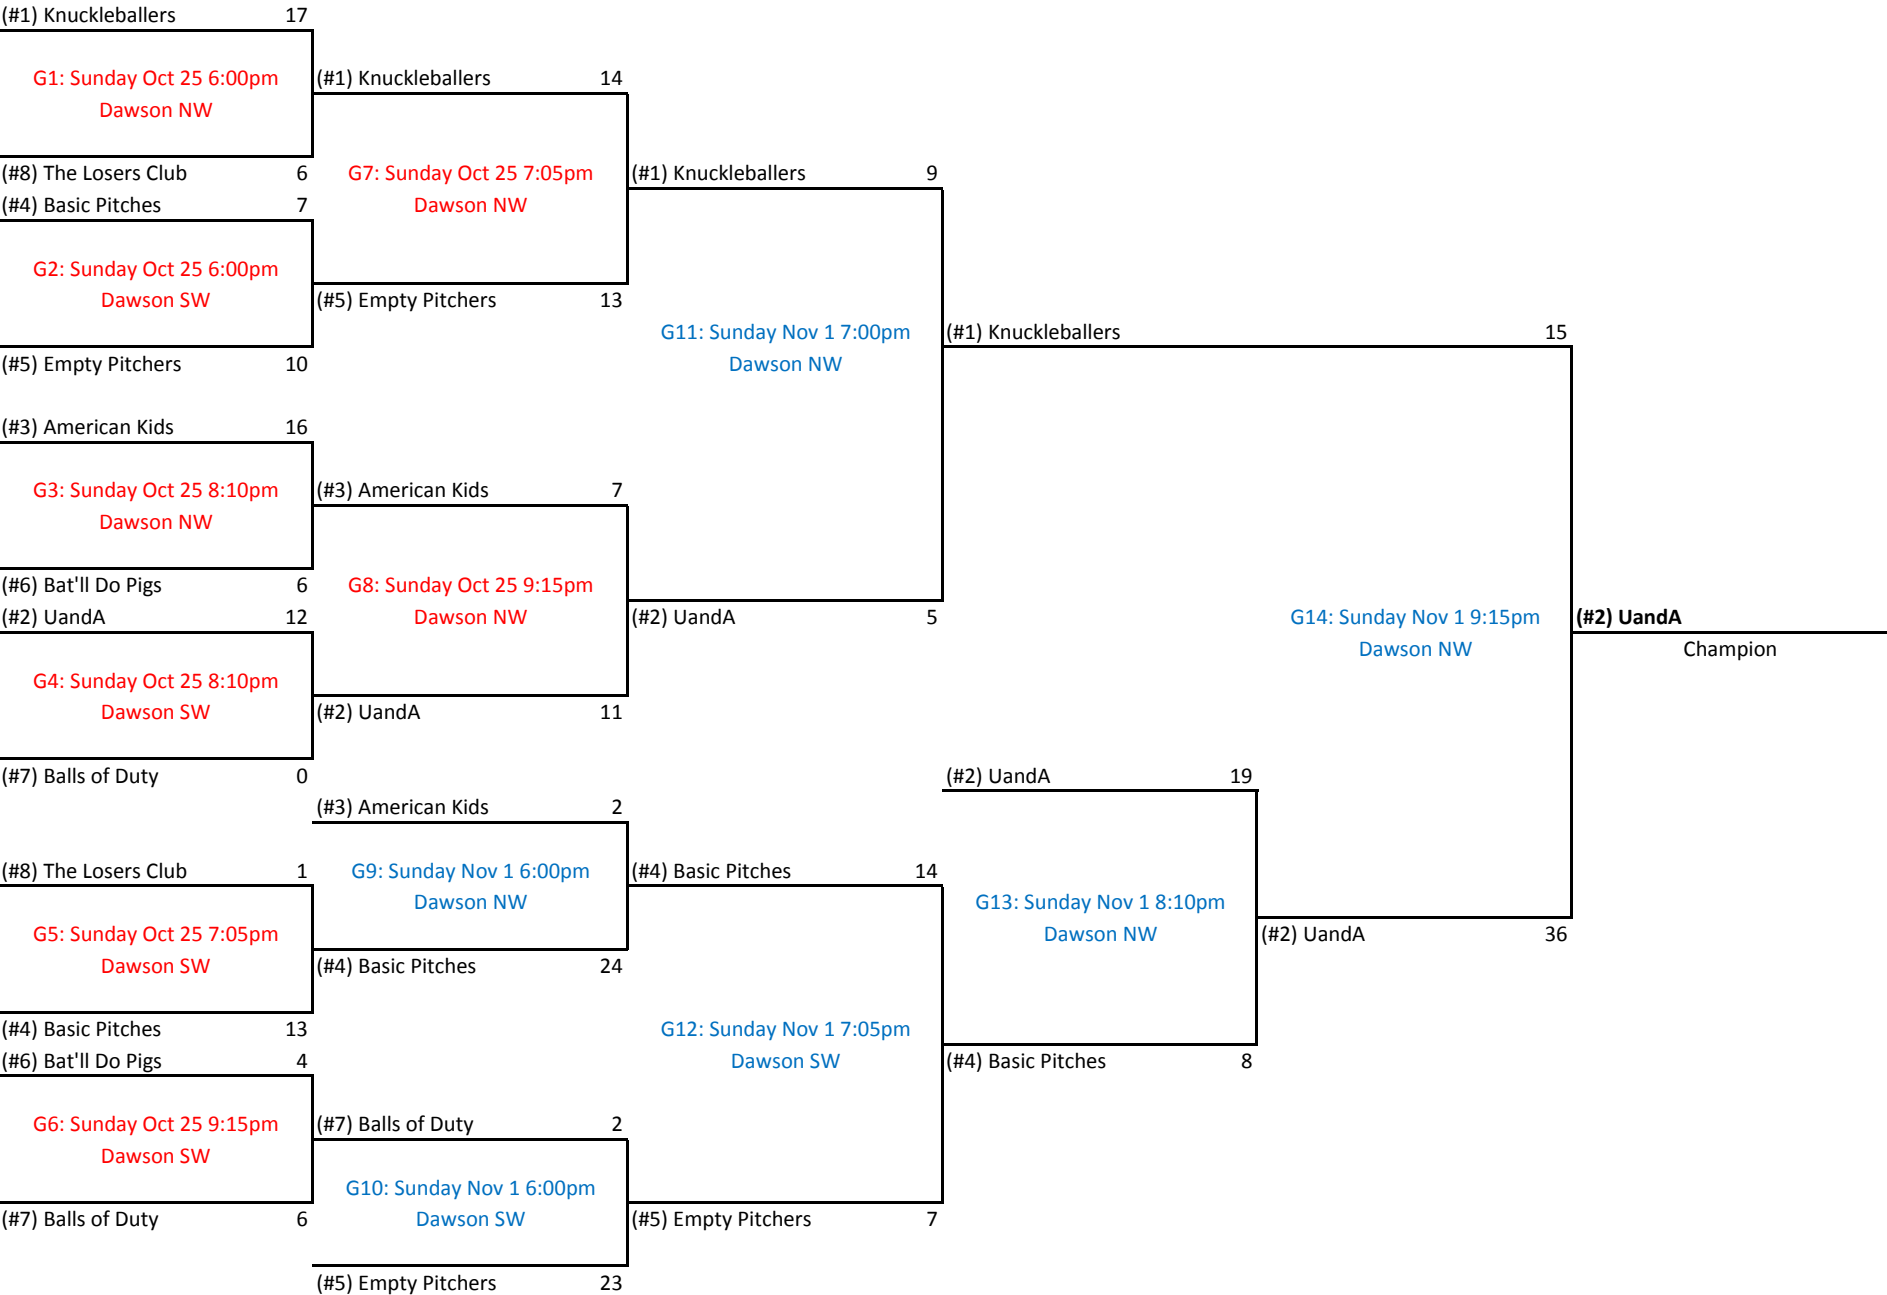 (#1) Knuckleballers 17
G1: Sunday Oct 25 6:00pm
Dawson NW
(#8) The Losers Club 6
(#4) Basic Pitches 7
G2: Sunday Oct 25 6:00pm
Dawson SW
(#5) Empty Pitchers 10
(#3) American Kids 16
G3: Sunday Oct 25 8:10pm
Dawson NW
(#6) Bat'll Do Pigs 6
(#2) UandA 12
G4: Sunday Oct 25 8:10pm
Dawson SW
(#7) Balls of Duty 0
(#8) The Losers Club 1
G5: Sunday Oct 25 7:05pm
Dawson SW
(#4) Basic Pitches 13
(#6) Bat'll Do Pigs 4
G6: Sunday Oct 25 9:15pm
Dawson SW
(#7) Balls of Duty 6
(#1) Knuckleballers 14
G7: Sunday Oct 25 7:05pm
Dawson NW
(#5) Empty Pitchers 13
(#3) American Kids 7
G8: Sunday Oct 25 9:15pm
Dawson NW
(#2) UandA 11
(#3) American Kids 2
G9: Sunday Nov 1 6:00pm
Dawson NW
(#4) Basic Pitches 24
(#7) Balls of Duty 2
G10: Sunday Nov 1 6:00pm
Dawson SW
(#5) Empty Pitchers 23
(#1) Knuckleballers 9
G11: Sunday Nov 1 7:00pm
Dawson NW
(#2) UandA 5
(#4) Basic Pitches 14
G12: Sunday Nov 1 7:05pm
Dawson SW
(#5) Empty Pitchers 7
(#1) Knuckleballers 15
(#2) UandA 19
G13: Sunday Nov 1 8:10pm
Dawson NW
(#4) Basic Pitches 8
G14: Sunday Nov 1 9:15pm
Dawson NW
(#2) UandA 36
(#2) UandA
Champion